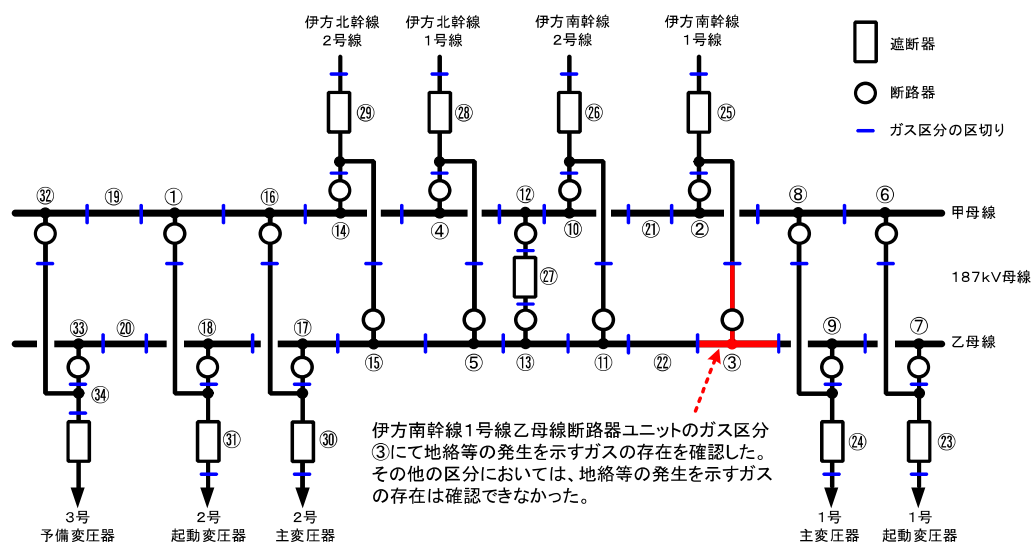 伊方北幹線
2号線
伊方北幹線
1号線
伊方南幹線
2号線
伊方南幹線
1号線
遮断器
断路器
ガス区分の区切り
㉙
㉘
㉖
㉕
㉜
⑲
①
⑯
⑫
⑧
⑥
甲母線
⑭
④
⑩
㉑
②
㉗
187kV母線
㉝
⑳
⑱
⑰
⑨
⑦
乙母線
⑮
⑤
⑬
⑪
㉒
③
㉞
㉛
㉚
㉔
㉓
伊方南幹線1号線乙母線断路器ユニットのガス区分
③にて地絡等の発生を示すガスの存在を確認した。
その他の区分においては、地絡等の発生を示すガス
の存在は確認できなかった。
3号
予備変圧器
2号
起動変圧器
2号
主変圧器
1号
主変圧器
1号
起動変圧器